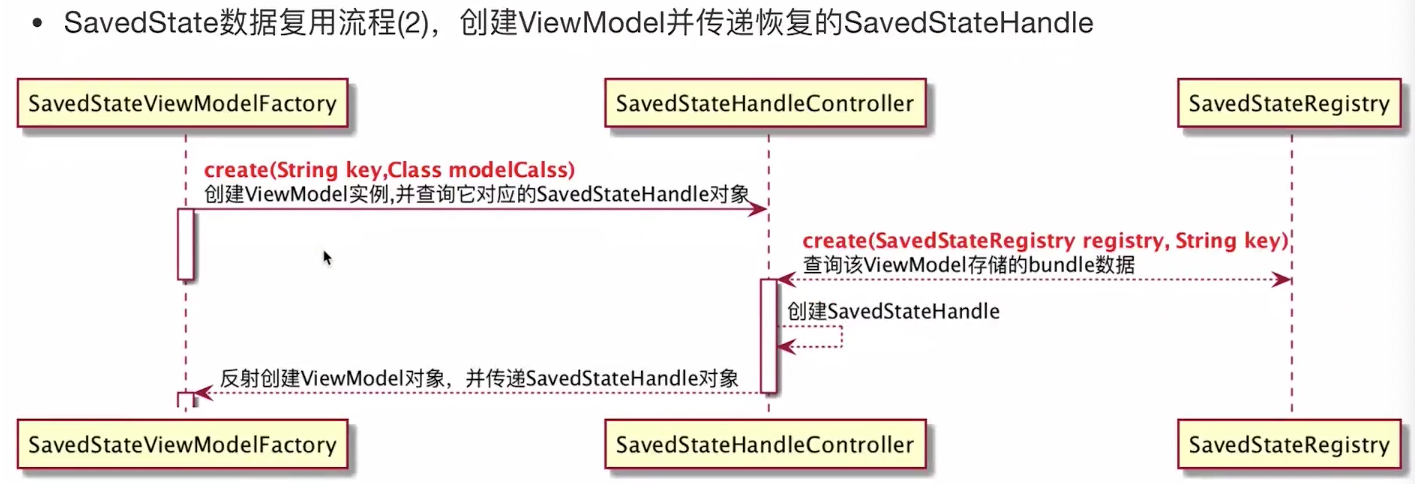 • SavedState数据复用流程(2)，创建ViewModel并传递恢复的SavedStateHandle
SavedStateViewModelFactory
SavedStateHandleController
SavedStateRegistry
create(String key,Class modelCalss)
创建ViewModel实例,并查询它对应的SavedStateHandle对象
create(SavedStateRegistry registry, String key)
查询该ViewModel存储的bundle数据
创建SavedStateHandle
反射创建ViewModel对象，并传递SavedStateHandle对象
SavedStateViewModelFactory
SavedStateHandleController
SavedStateRegistry